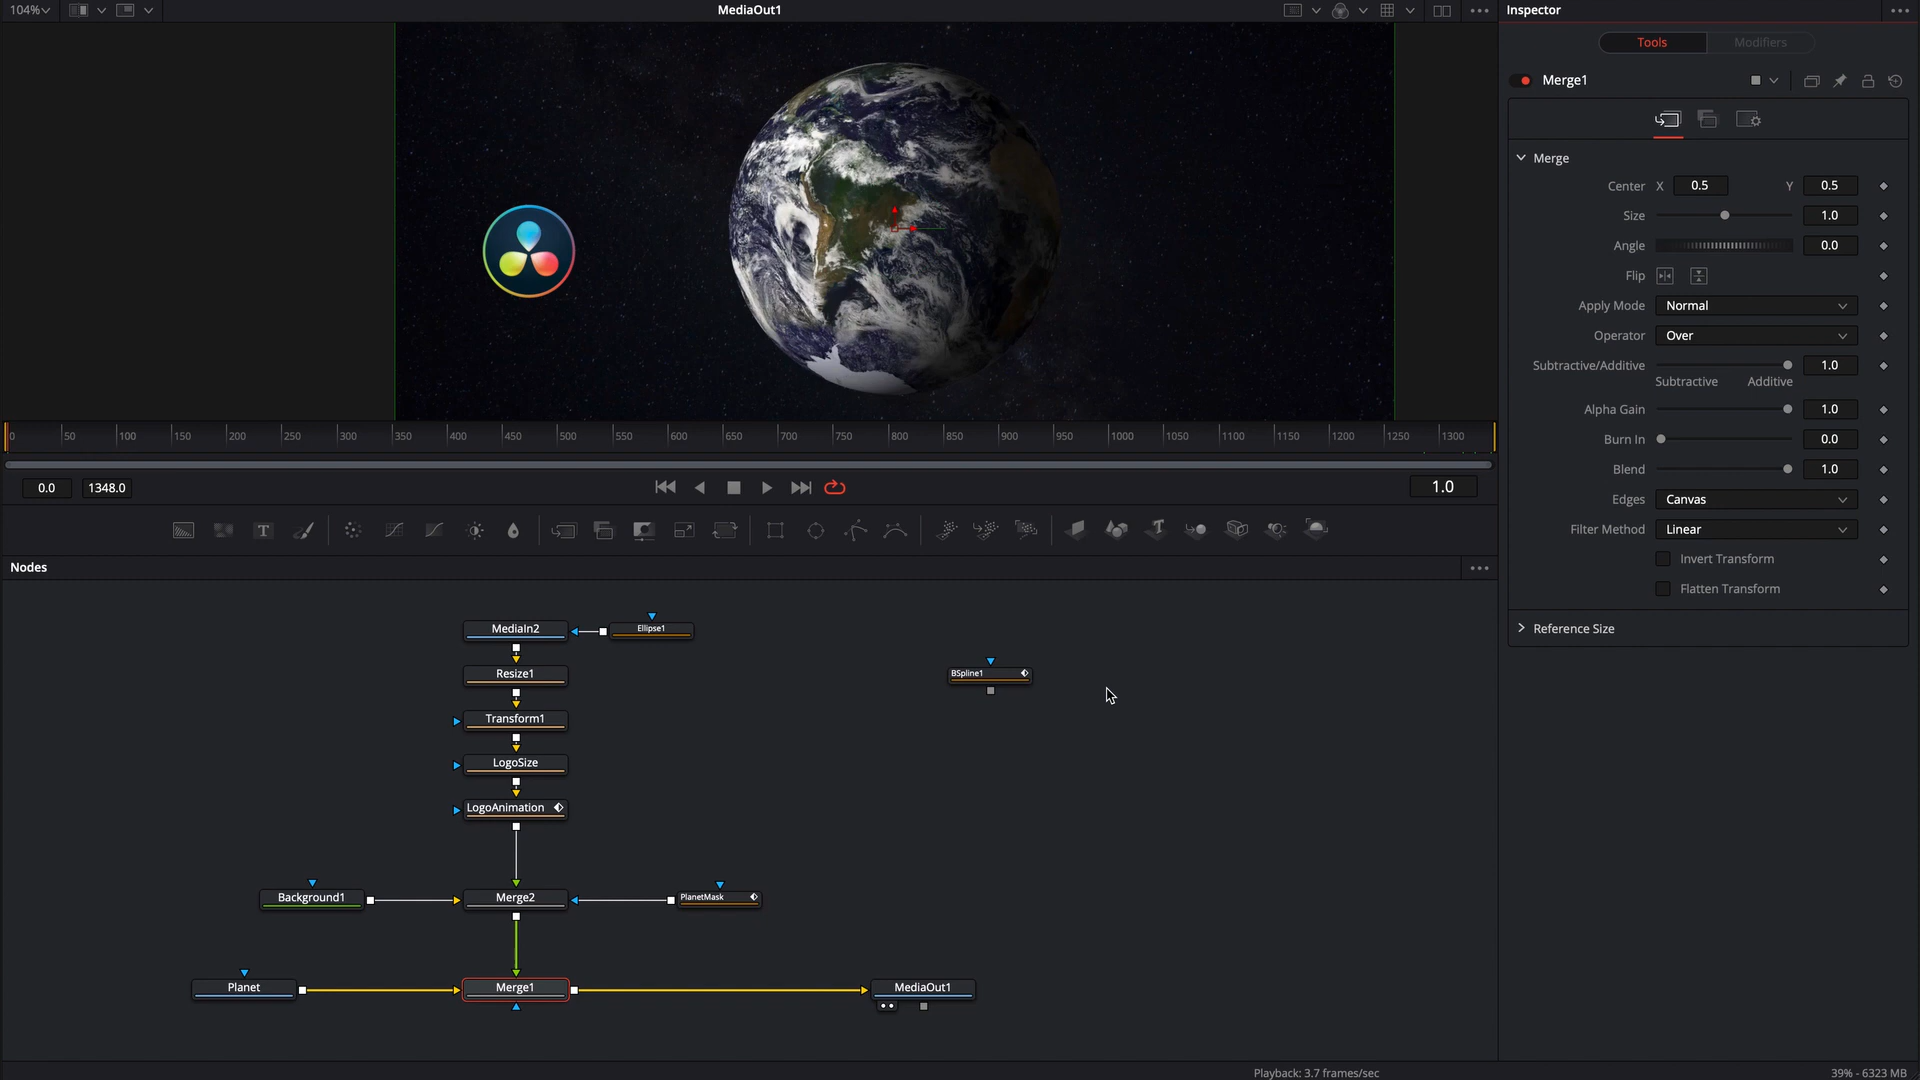 104%
MediaOut1
Inspector
Tools
Modifiers
Merge1
Merge
Center X 0.5 Y 0.5
Size 1.0
Angle 0.0
Flip
Apply Mode Normal
Operator Over
Subtractive/Additive 1.0
Subtractive Additive
Alpha Gain 1.0
Burn In 0.0
Blend 1.0
Edges Canvas
Filter Method Linear
Invert Transform
Flatten Transform
Reference Size
0 50 100 150 200 250 300 350 400 450 500 550 600 650 700 750 800 850 900 950 1000 1050 1100 1150 1200 1250 1300
0.0 1348.0 1.0
T
Nodes
MediaIn2
Ellipse1
Resize1
BSpline1
Transform1
LogoSize
LogoAnimation
Background1
Merge2
PlanetMask
Planet
Merge1
MediaOut1
Playback: 3.7 frames/sec
39% - 6323 MB